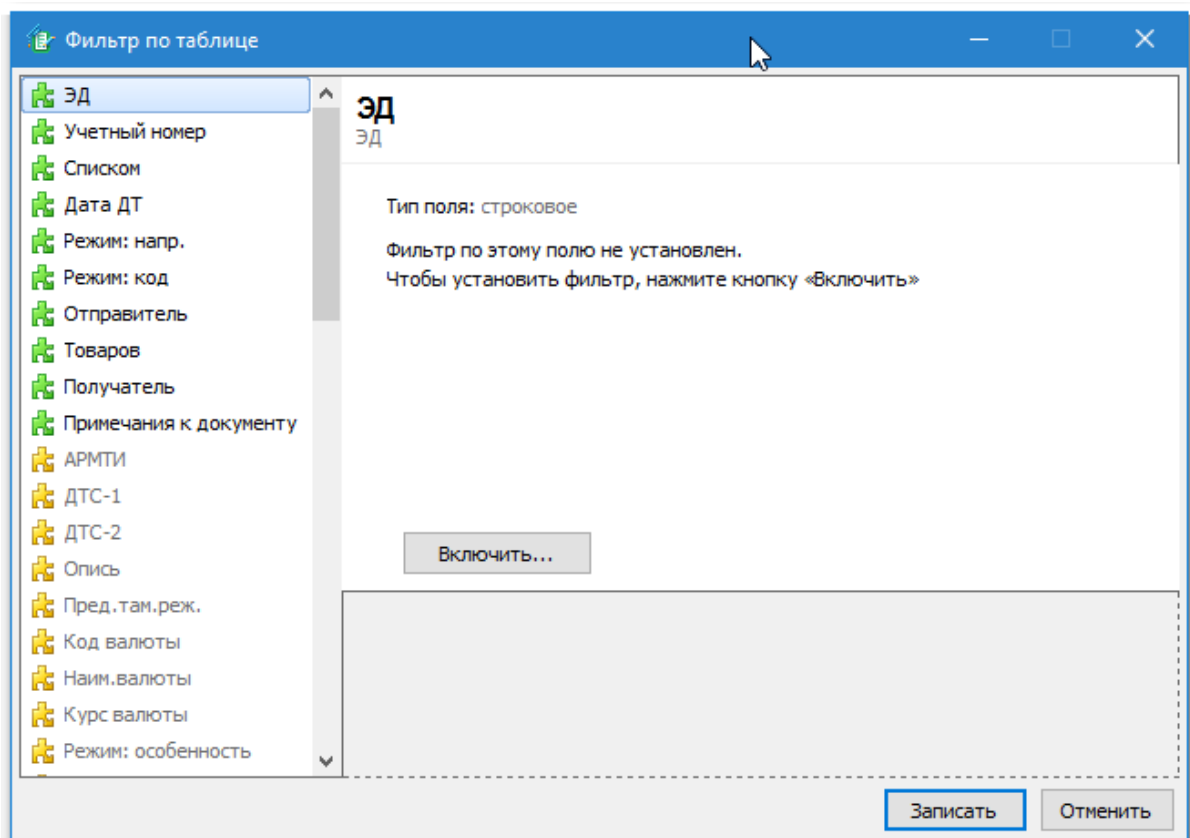 Фильтр по таблице
ЭД
Учетный номер
Списком
Дата ДТ
Режим: напр.
Режим: код
Отправитель
Товаров
Получатель
Примечания к документу
АРМТИ
ДТС-1
ДТС-2
Опись
Пред.там.реж.
Код валюты
Наим.валюты
Курс валюты
Режим: особенность
ЭД
ЭД
Тип поля: строковое
Фильтр по этому полю не установлен.
Чтобы установить фильтр, нажмите кнопку «Включить»
Включить...
Записать
Отменить